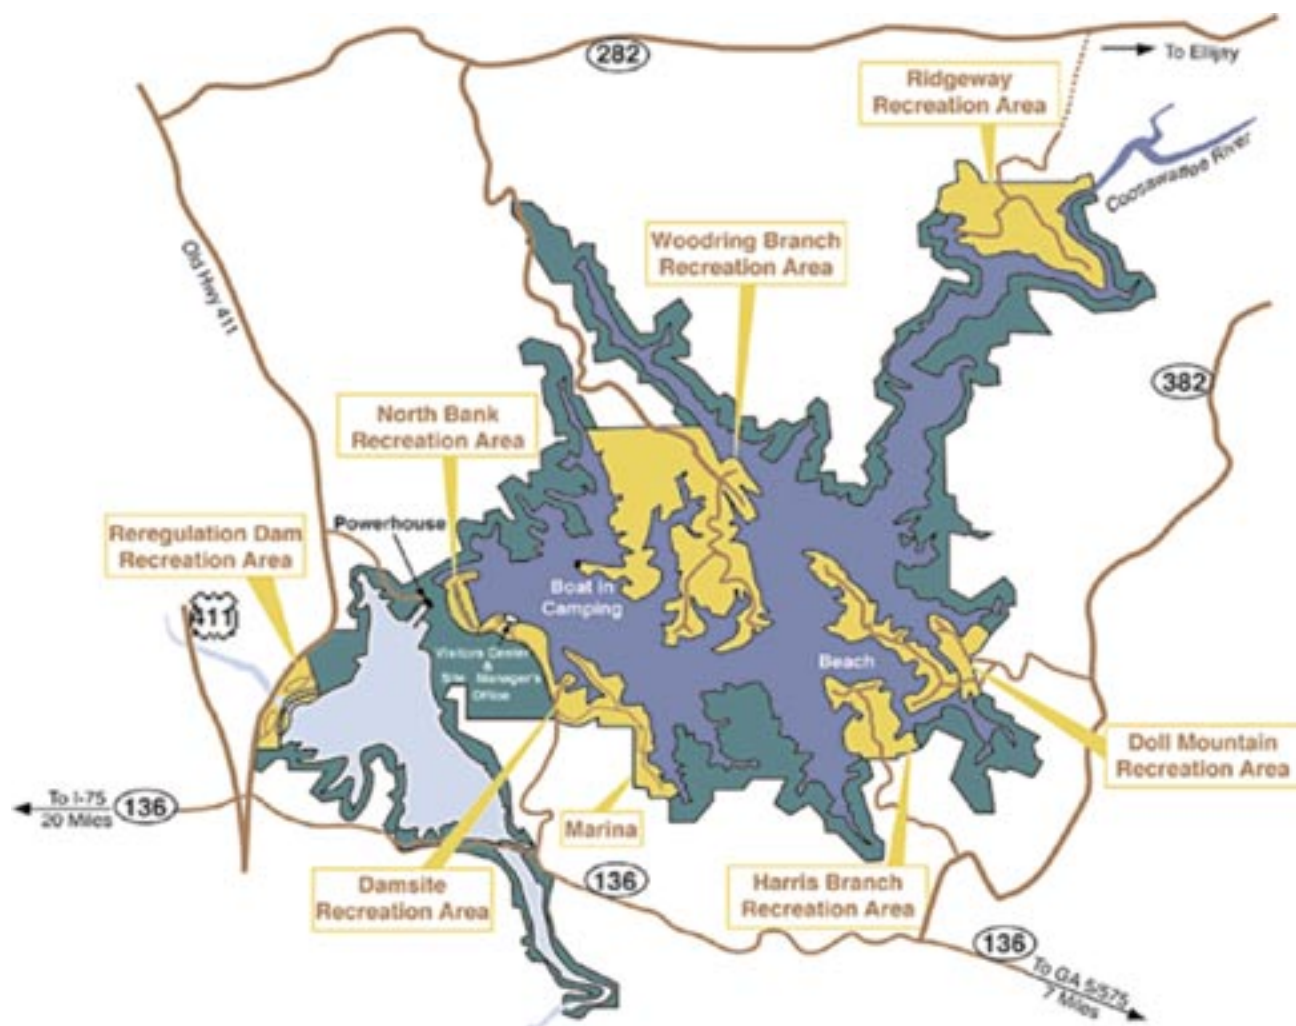 282
To Ellijay
Ridgeway
Recreation Area
Coosawattee River
Woodring Branch
Recreation Area
Old Hwy 411
382
North Bank
Recreation Area
Powerhouse
Reregulation Dam
Recreation Area
411
Boat In
Camping
Visitors Center
&
Site Manager's
Office
Beach
Doll Mountain
Recreation Area
To I-75
20 Miles
136
Marina
Damsite
Recreation Area
136
Harris Branch
Recreation Area
136
To GA 5/575
7 Miles